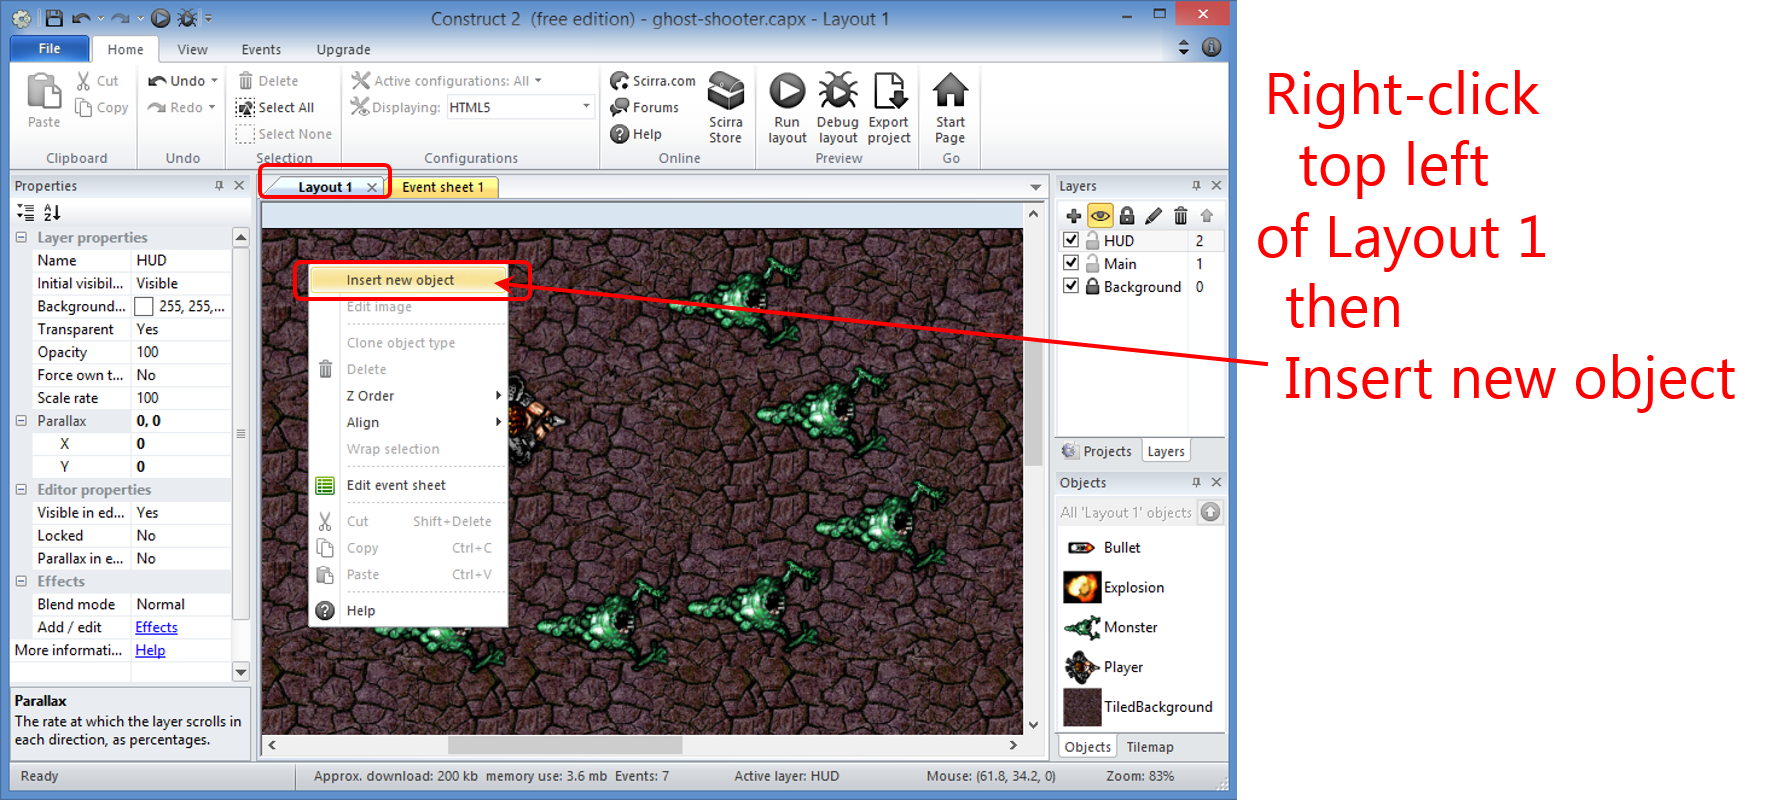 Construct 2 (free edition) - ghost-shooter.capx - Layout 1
File
Home
View
Events
Upgrade
Paste
Cut
Copy
Clipboard
Undo
Redo
Undo
Delete
Select All
Select None
Selection
Active configurations: All
Displaying: HTML5
Configurations
Scirra.com
Forums
Help
Scirra
Store
Online
Run
layout
Debug
layout
Export
project
Preview
Start
Page
Go
Properties
Layout 1
Event sheet 1
Layer properties
Name HUD
Initial visibil... Visible
Background... 255, 255,...
Transparent Yes
Opacity 100
Force own t... No
Scale rate 100
Parallax 0, 0
X 0
Y 0
Editor properties
Visible in ed... Yes
Locked No
Parallax in e... No
Effects
Blend mode Normal
Add / edit Effects
More informati... Help
Parallax
The rate at which the layer scrolls in
each direction, as percentages.
Insert new object
Edit image
Clone object type
Delete
Z Order
Align
Wrap selection
Edit event sheet
Cut Shift+Delete
Copy Ctrl+C
Paste Ctrl+V
Help
Layers
HUD 2
Main 1
Background 0
Projects
Layers
Objects
All 'Layout 1' objects
Bullet
Explosion
Monster
Player
TiledBackground
Objects
Tilemap
Ready
Approx. download: 200 kb memory use: 3.6 mb Events: 7
Active layer: HUD
Mouse: (61.8, 34.2, 0)
Zoom: 83%
Right-click
top left
of Layout 1
then
Insert new object